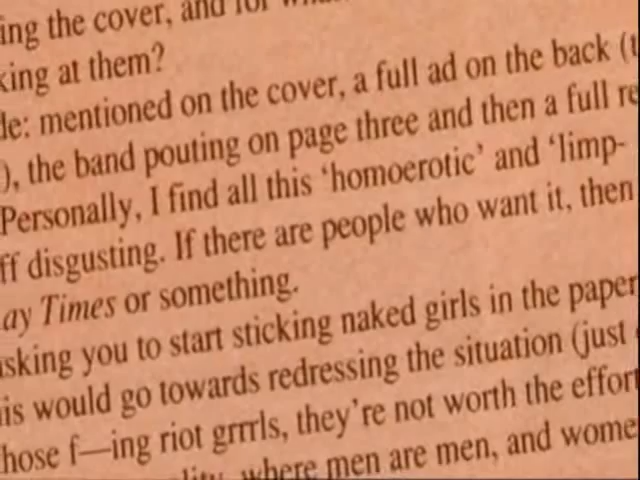 ing the cover, and for
king at them?
de: mentioned on the cover, a full ad on the back (t
), the band pouting on page three and then a full re
Personally, I find all this ‘homoerotic’ and ‘limp-
ff disgusting. If there are people who want it, then
ay Times or something.
sking you to start sticking naked girls in the paper
is would go towards redressing the situation (just
hose f—ing riot grrrls, they’re not worth the effort
where men are men, and wome